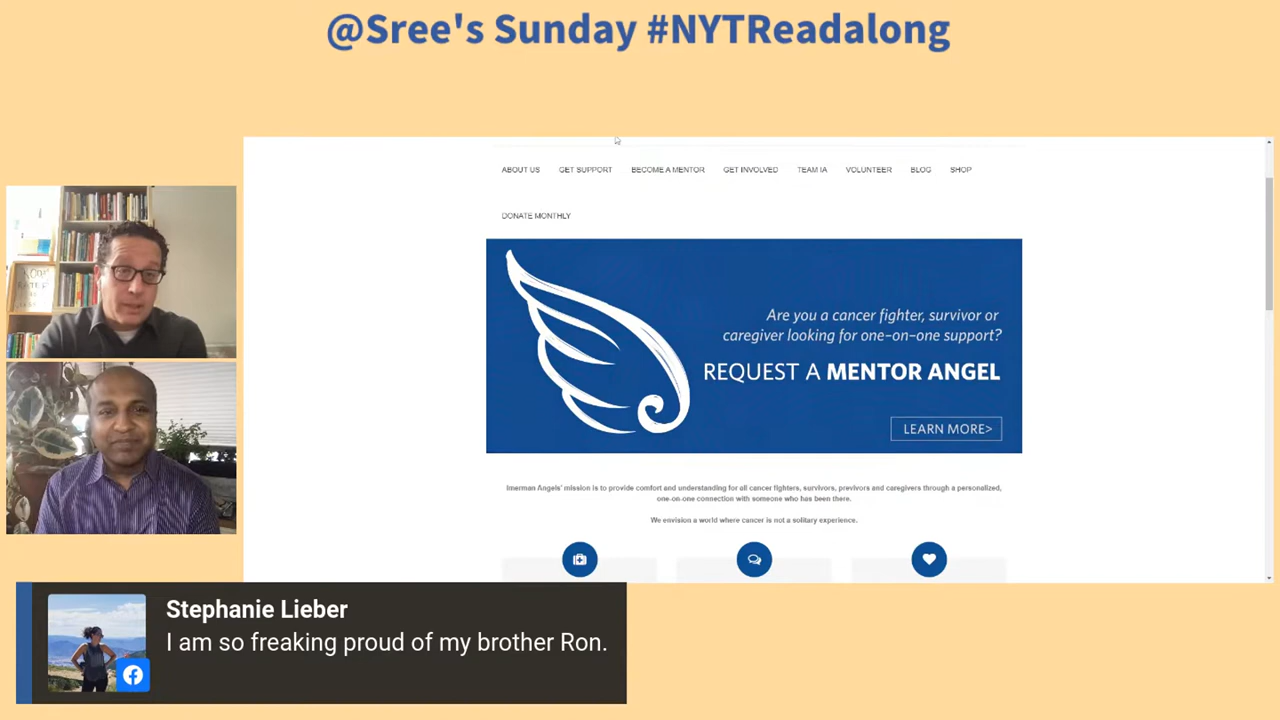 @Sree's Sunday #NYTReadalong
ABOUT US GET SUPPORT BECOME A MENTOR GET INVOLVED TEAM IA VOLUNTEER BLOG SHOP
DONATE MONTHLY
Are you a cancer fighter, survivor or
caregiver looking for one-on-one support?
REQUEST A MENTOR ANGEL
LEARN MORE>
Imerman Angels' mission is to provide comfort and understanding for all cancer fighters, survivors, previvors and caregivers through a personalized,
one-on-one connection with someone who has been there.
We envision a world where cancer is not a solitary experience.
Stephanie Lieber
I am so freaking proud of my brother Ron.